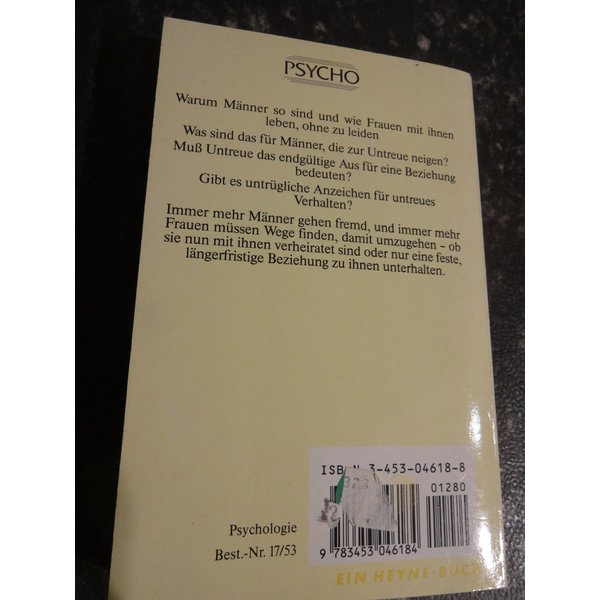 PSYCHO
Warum Männer so sind und wie Frauen mit ihnen
leben, ohne zu leiden
Was sind das für Männer, die zur Untreue neigen?
Muß Untreue das endgültige Aus für eine Beziehung
bedeuten?
Gibt es untrügliche Anzeichen für untreues
Verhalten?
Immer mehr Männer gehen fremd, und immer mehr
Frauen müssen Wege finden, damit umzugehen – ob
sie nun mit ihnen verheiratet sind oder nur eine feste,
längerfristige Beziehung zu ihnen unterhalten.
ISBN 3-453-04618-8
01280
Psychologie
Best.-Nr. 17/53
9 783453 046184
EIN HEYNE-BUCH